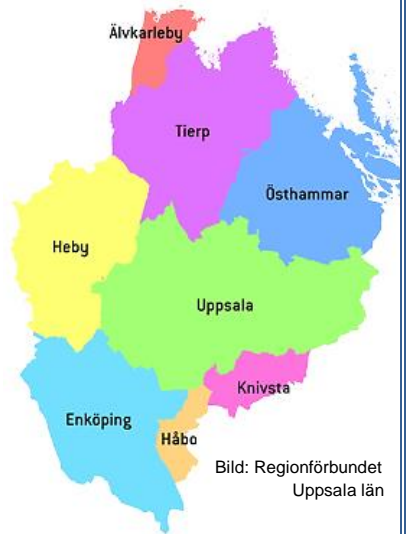 Älvkarleby
Tierp
Östhammar
Heby
Uppsala
Knivsta
Enköping
Håbo
Bild: Regionförbundet
Uppsala län